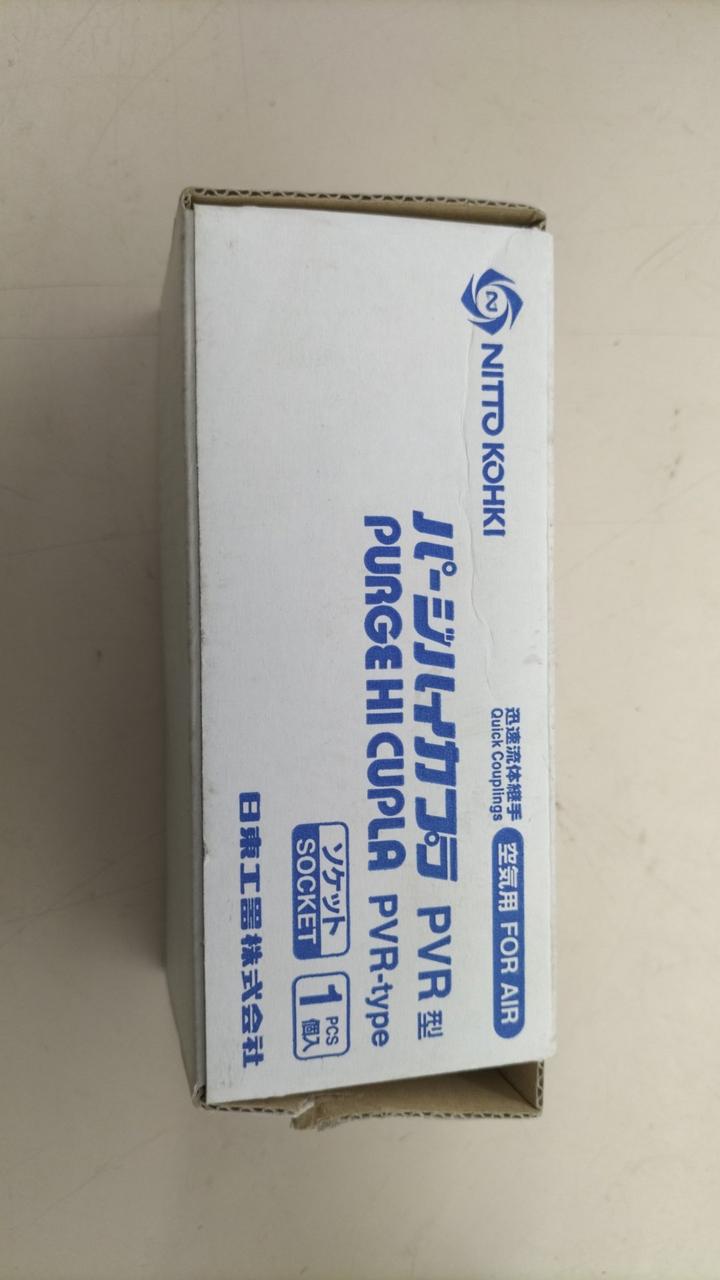 NITTO KOHKI
迅速流体継手
Quick Couplings
空気用 FOR AIR
パージハイカプラ PVR型
PURGE HI CUPLA PVR-type
ソケット
SOCKET
1 PCS
個入
日東工器株式会社